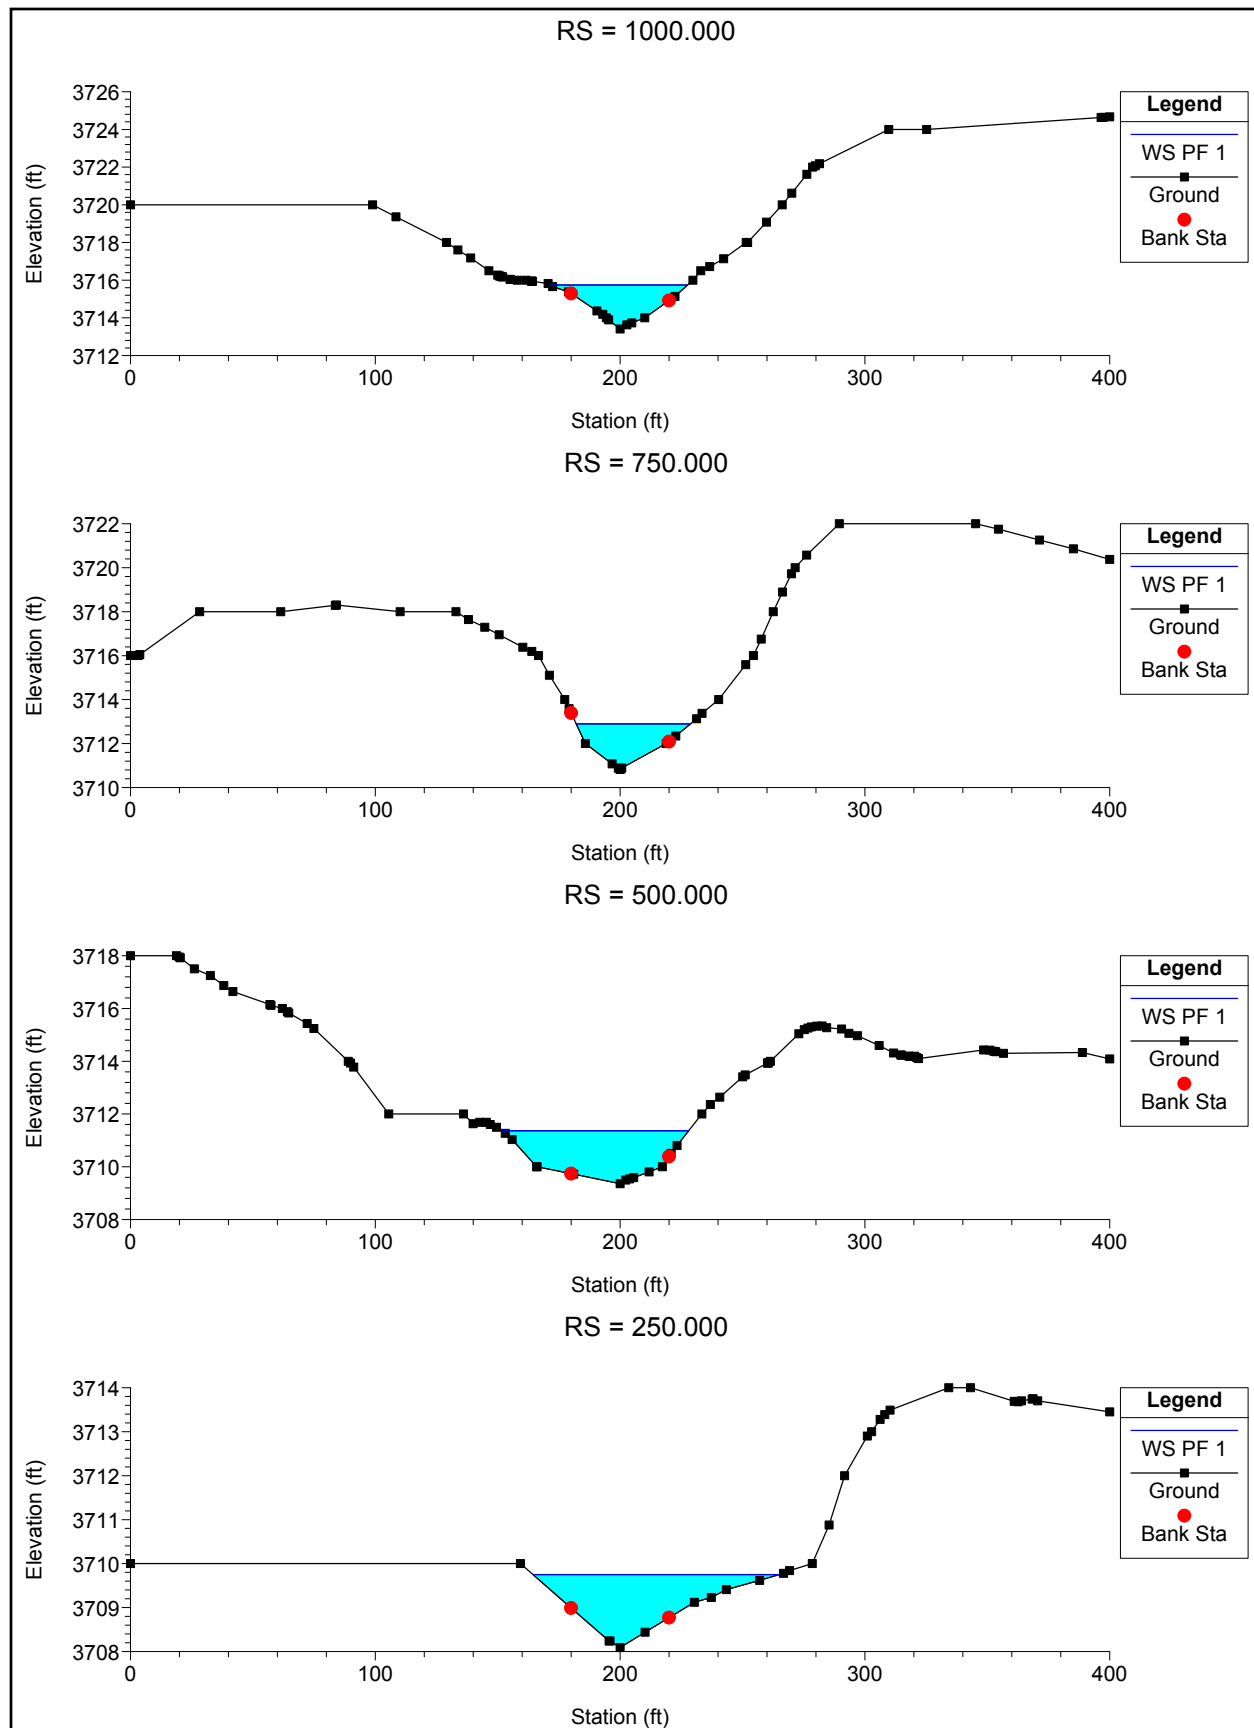 RS = 1000.000
3726
3724
3722
3720
3718
3716
3714
3712
Elevation (ft)
0
100
200
300
400
Station (ft)
Legend
WS PF 1
Ground
Bank Sta
RS = 750.000
3722
3720
3718
3716
3714
3712
3710
Elevation (ft)
0
100
200
300
400
Station (ft)
Legend
WS PF 1
Ground
Bank Sta
RS = 500.000
3718
3716
3714
3712
3710
3708
Elevation (ft)
0
100
200
300
400
Station (ft)
Legend
WS PF 1
Ground
Bank Sta
RS = 250.000
3714
3713
3712
3711
3710
3709
3708
Elevation (ft)
0
100
200
300
400
Station (ft)
Legend
WS PF 1
Ground
Bank Sta